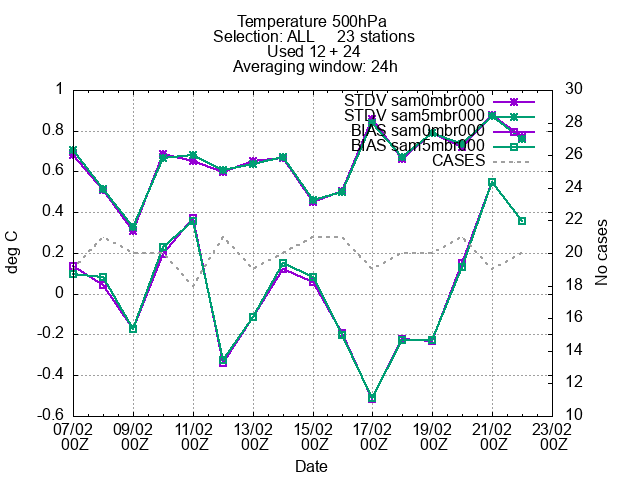 Temperature 500hPa
Selection: ALL 23 stations
Used 12 + 24
Averaging window: 24h
STDV sam0mbr000
STDV sam5mbr000
BIAS sam0mbr000
BIAS sam5mbr000
CASES
1
0.8
0.6
0.4
0.2
0
-0.2
-0.4
-0.6
deg C
30
28
26
24
22
20
18
16
14
12
10
No cases
07/02 09/02 11/02 13/02 15/02 17/02 19/02 21/02 23/02
00Z 00Z 00Z 00Z 00Z 00Z 00Z 00Z 00Z
Date